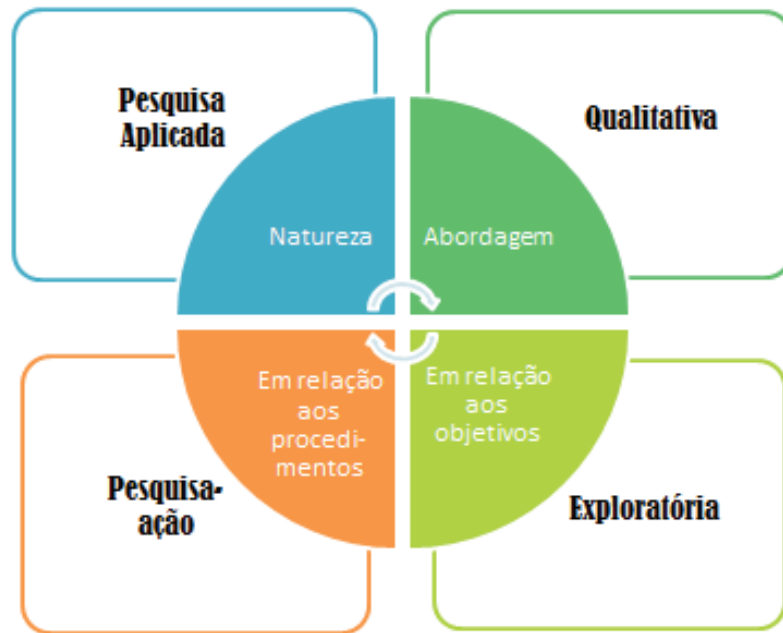 Pesquisa
Aplicada
Qualitativa
Natureza
Abordagem
Em relação
aos
procedi-
mentos
Em relação
aos
objetivos
Pesquisa-
ação
Exploratória